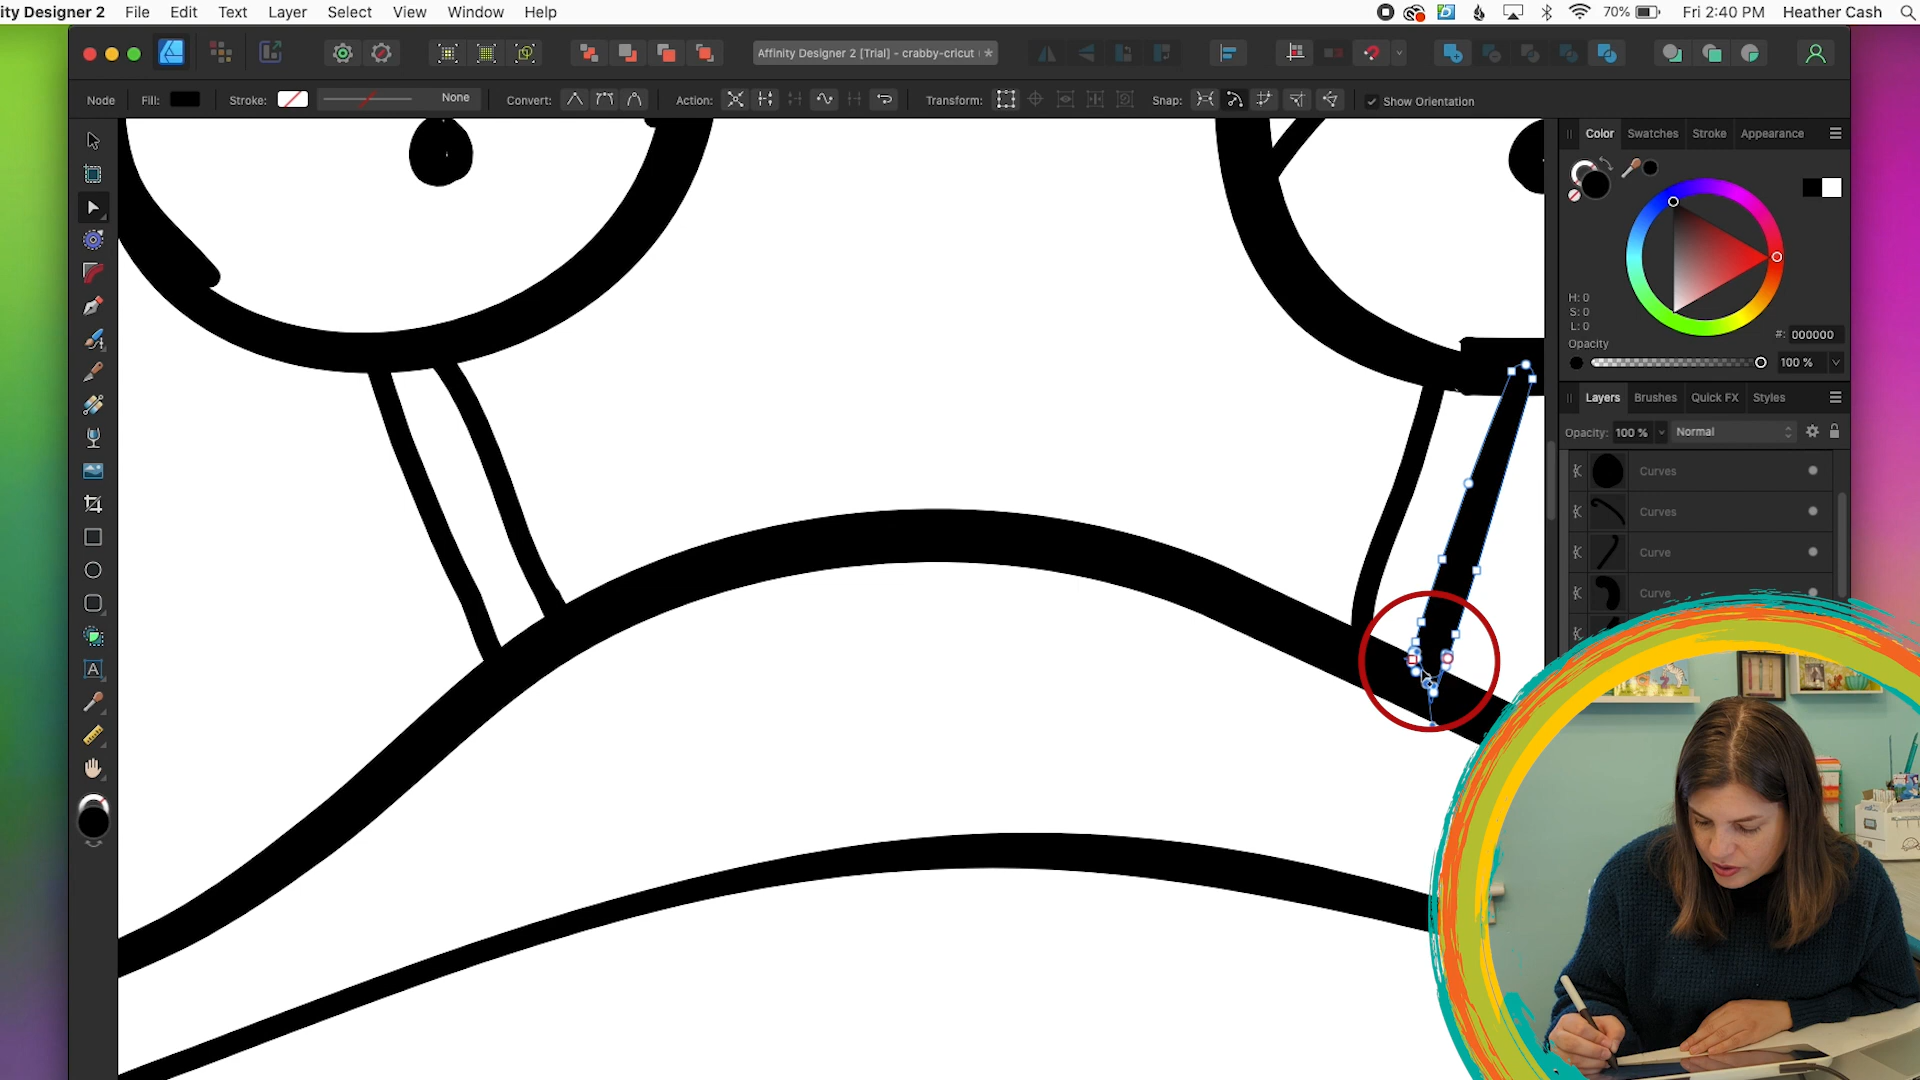 ity Designer 2 File Edit Text Layer Select View Window Help 70% Fri 2:40 PM Heather Cash
Affinity Designer 2 [Trial] - crabby-cricut
Node Fill: Stroke: None Convert: Action: Transform: Snap: Show Orientation
Color Swatches Stroke Appearance
H: 0
S: 0
L: 0
#: 000000
Opacity
100 %
Layers Brushes Quick FX Styles
Opacity: 100 % Normal
Curves
Curves
Curve
Curve
A